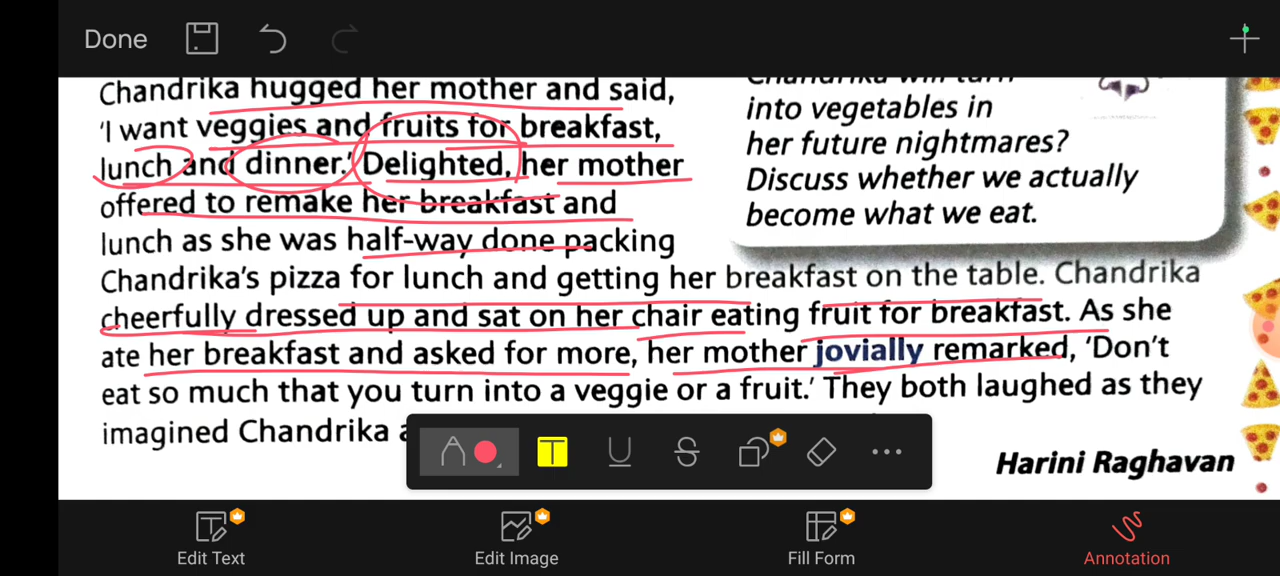 Done
Chandrika hugged her mother and said,
'I want veggies and fruits for breakfast,
lunch and dinner.' Delighted, her mother
offered to remake her breakfast and
lunch as she was half-way done packing
Chandrika's pizza for lunch and getting her breakfast on the table. Chandrika
cheerfully dressed up and sat on her chair eating fruit for breakfast. As she
ate her breakfast and asked for more, her mother jovially remarked, 'Don't
eat so much that you turn into a veggie or a fruit.' They both laughed as they
imagined Chandrika
Chandrika will turn
into vegetables in
her future nightmares?
Discuss whether we actually
become what we eat.
Harini Raghavan
Edit Text
Edit Image
Fill Form
Annotation